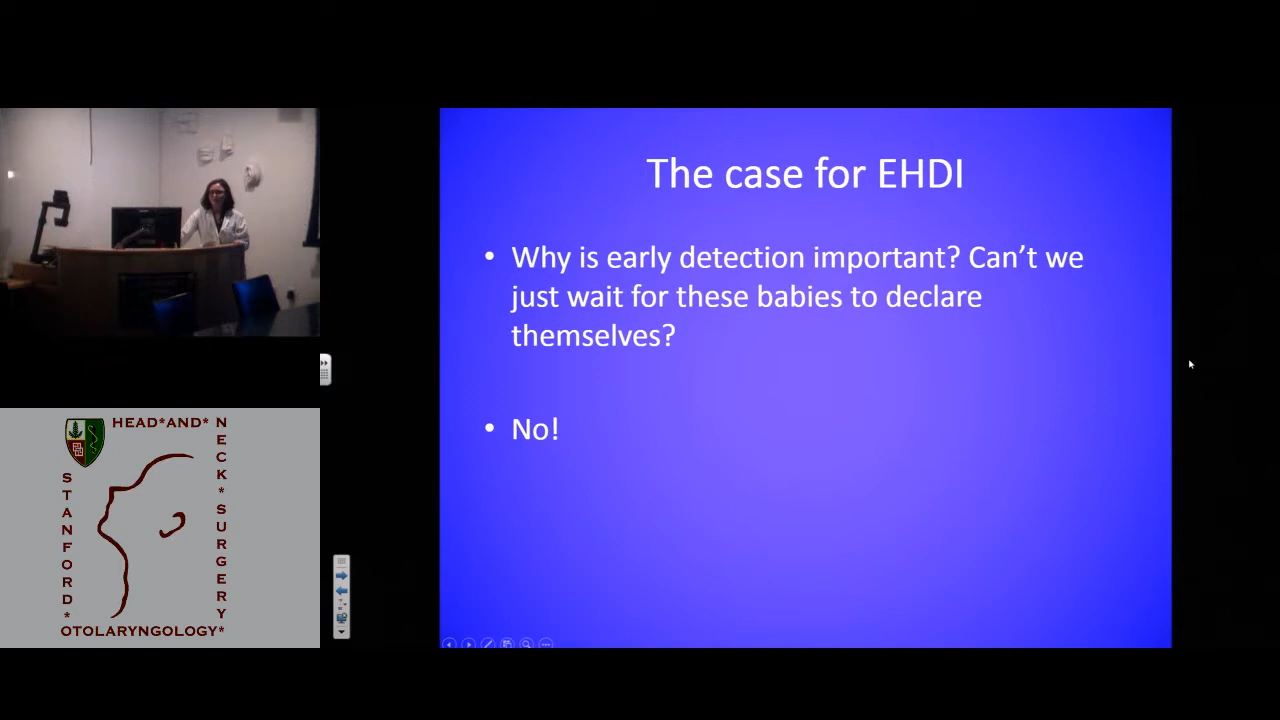 The case for EHDI
• Why is early detection important? Can’t we
just wait for these babies to declare
themselves?
• No!
HEAD*AND*
NECK*SURGERY
STANFORD*
OTOLARYNGOLOGY*